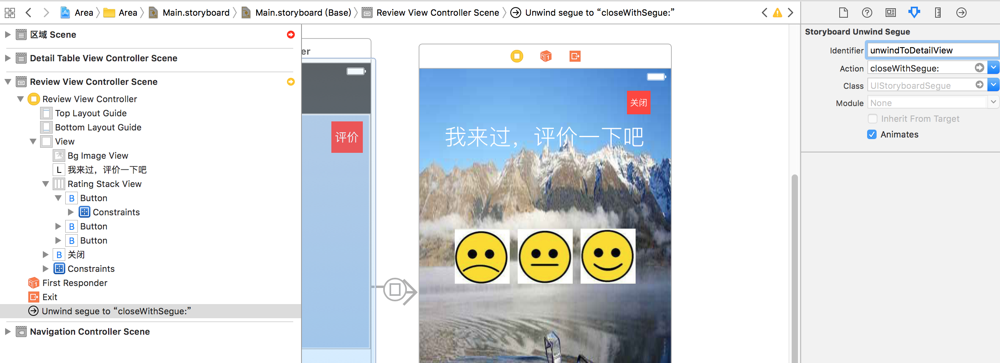 Area
Area
Main.storyboard
Main.storyboard (Base)
Review View Controller Scene
Unwind segue to “closeWithSegue:”
区域 Scene
Detail Table View Controller Scene
Review View Controller Scene
Review View Controller
Top Layout Guide
Bottom Layout Guide
View
Bg Image View
L 我来过，评价一下吧
Rating Stack View
B Button
Constraints
B Button
B Button
B 关闭
Constraints
1 First Responder
Exit
Unwind segue to “closeWithSegue:”
Navigation Controller Scene
er
评价
1
关闭
我来过，评价一下吧
Storyboard Unwind Segue
Identifier unwindToDetailView
Action closeWithSegue:
Class UIStoryboardSegue
Module None
Inherit From Target
Animates